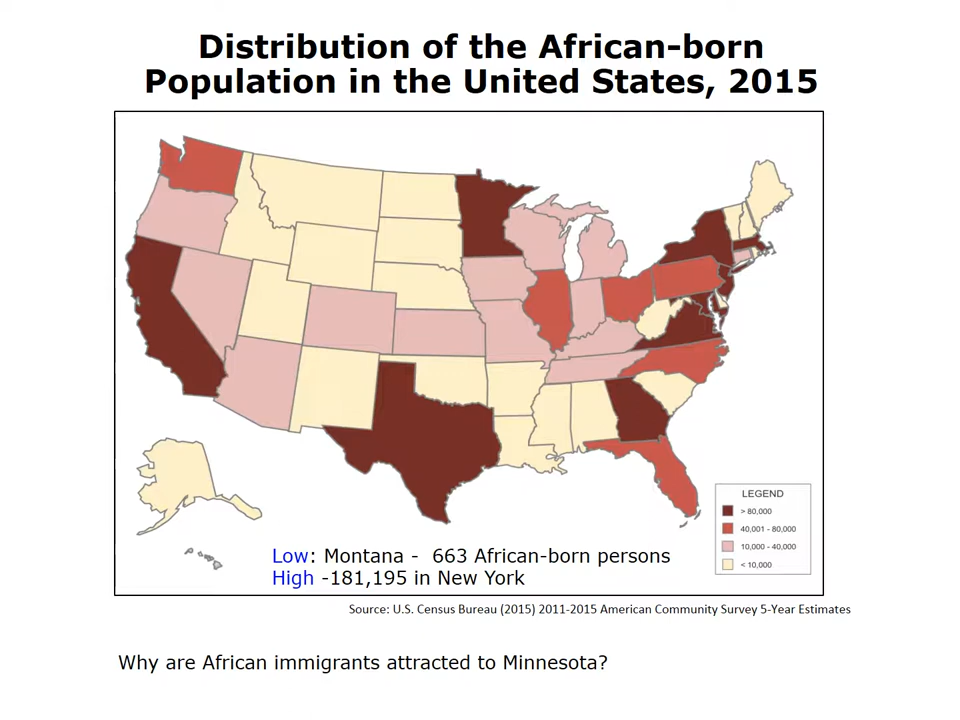 Distribution of the African-born
Population in the United States, 2015
LEGEND
> 80,000
40,001 - 80,000
10,000 - 40,000
< 10,000
Low: Montana -  663 African-born persons
High -181,195 in New York
Source: U.S. Census Bureau (2015) 2011-2015 American Community Survey 5-Year Estimates
Why are African immigrants attracted to Minnesota?